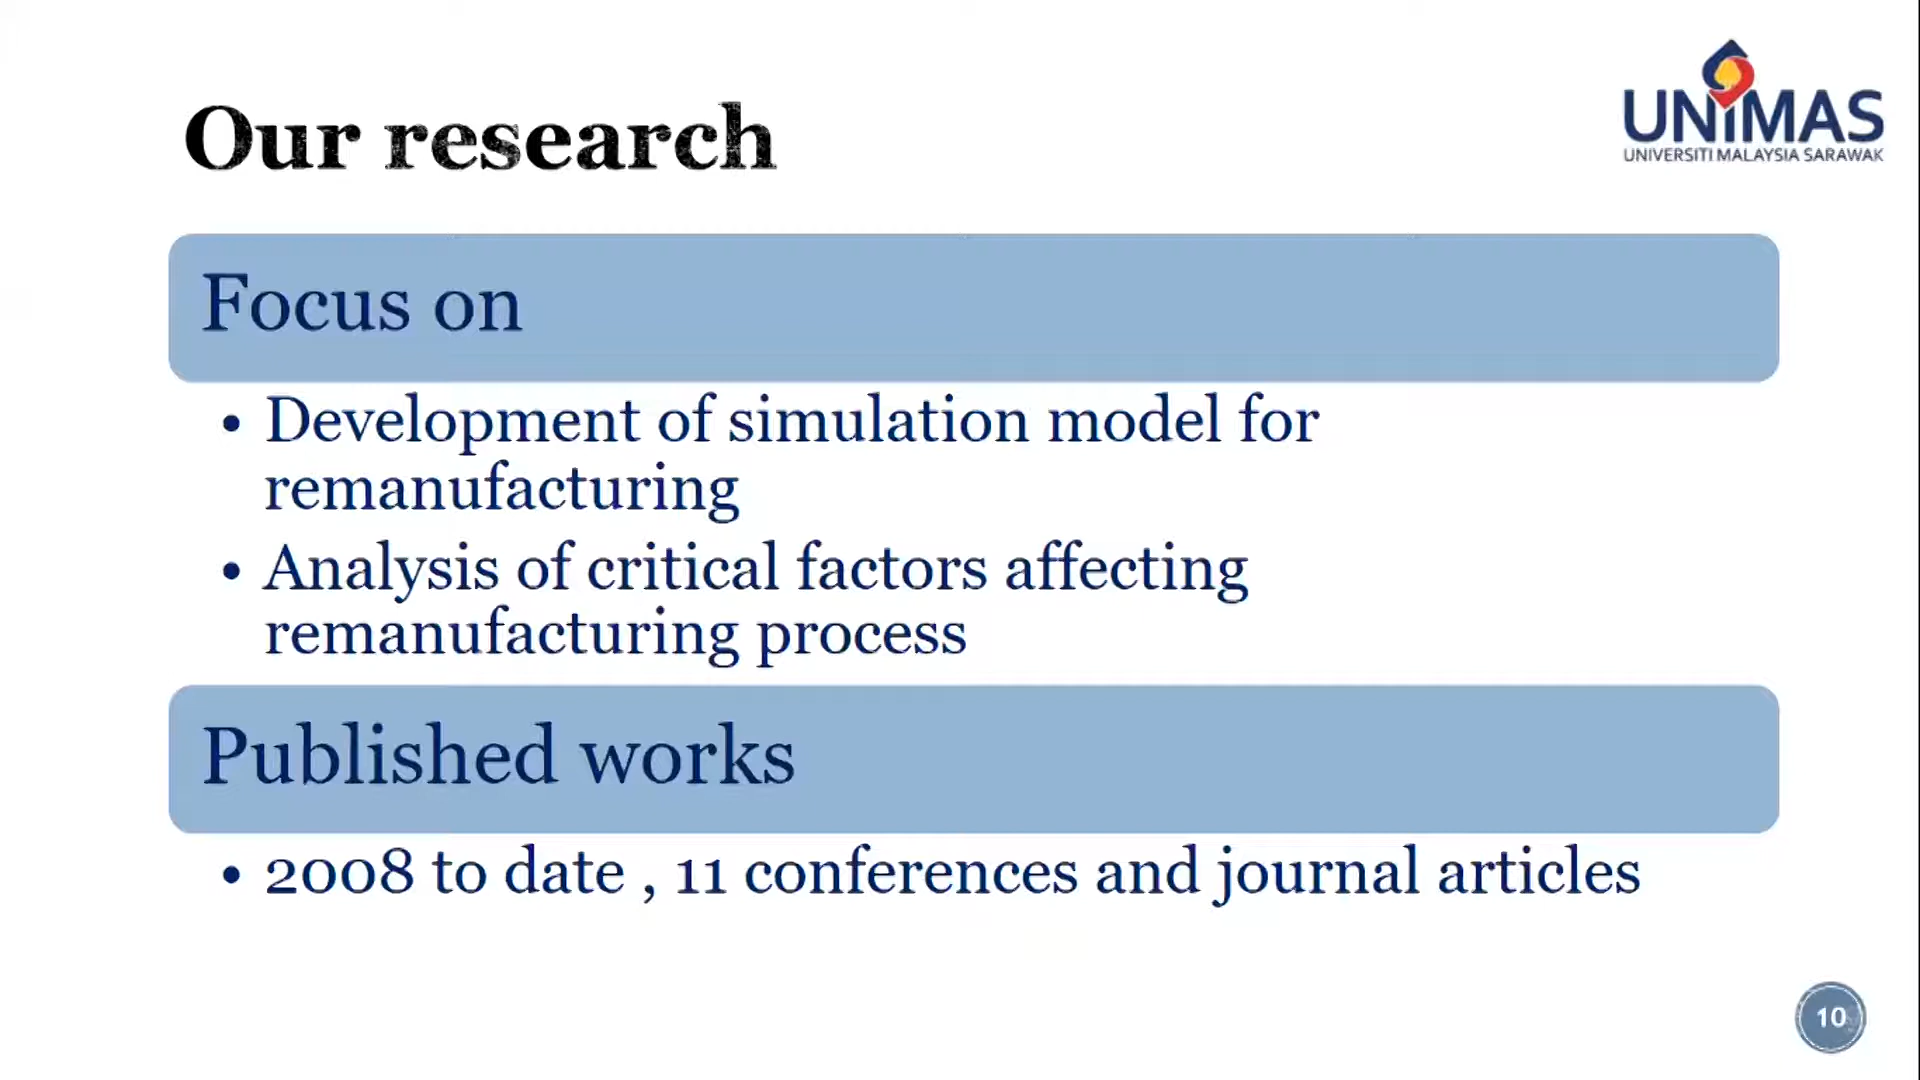 Our research
UNIMAS
UNIVERSITI MALAYSIA SARAWAK
Focus on
• Development of simulation model for
remanufacturing
• Analysis of critical factors affecting
remanufacturing process
Published works
• 2008 to date , 11 conferences and journal articles
10